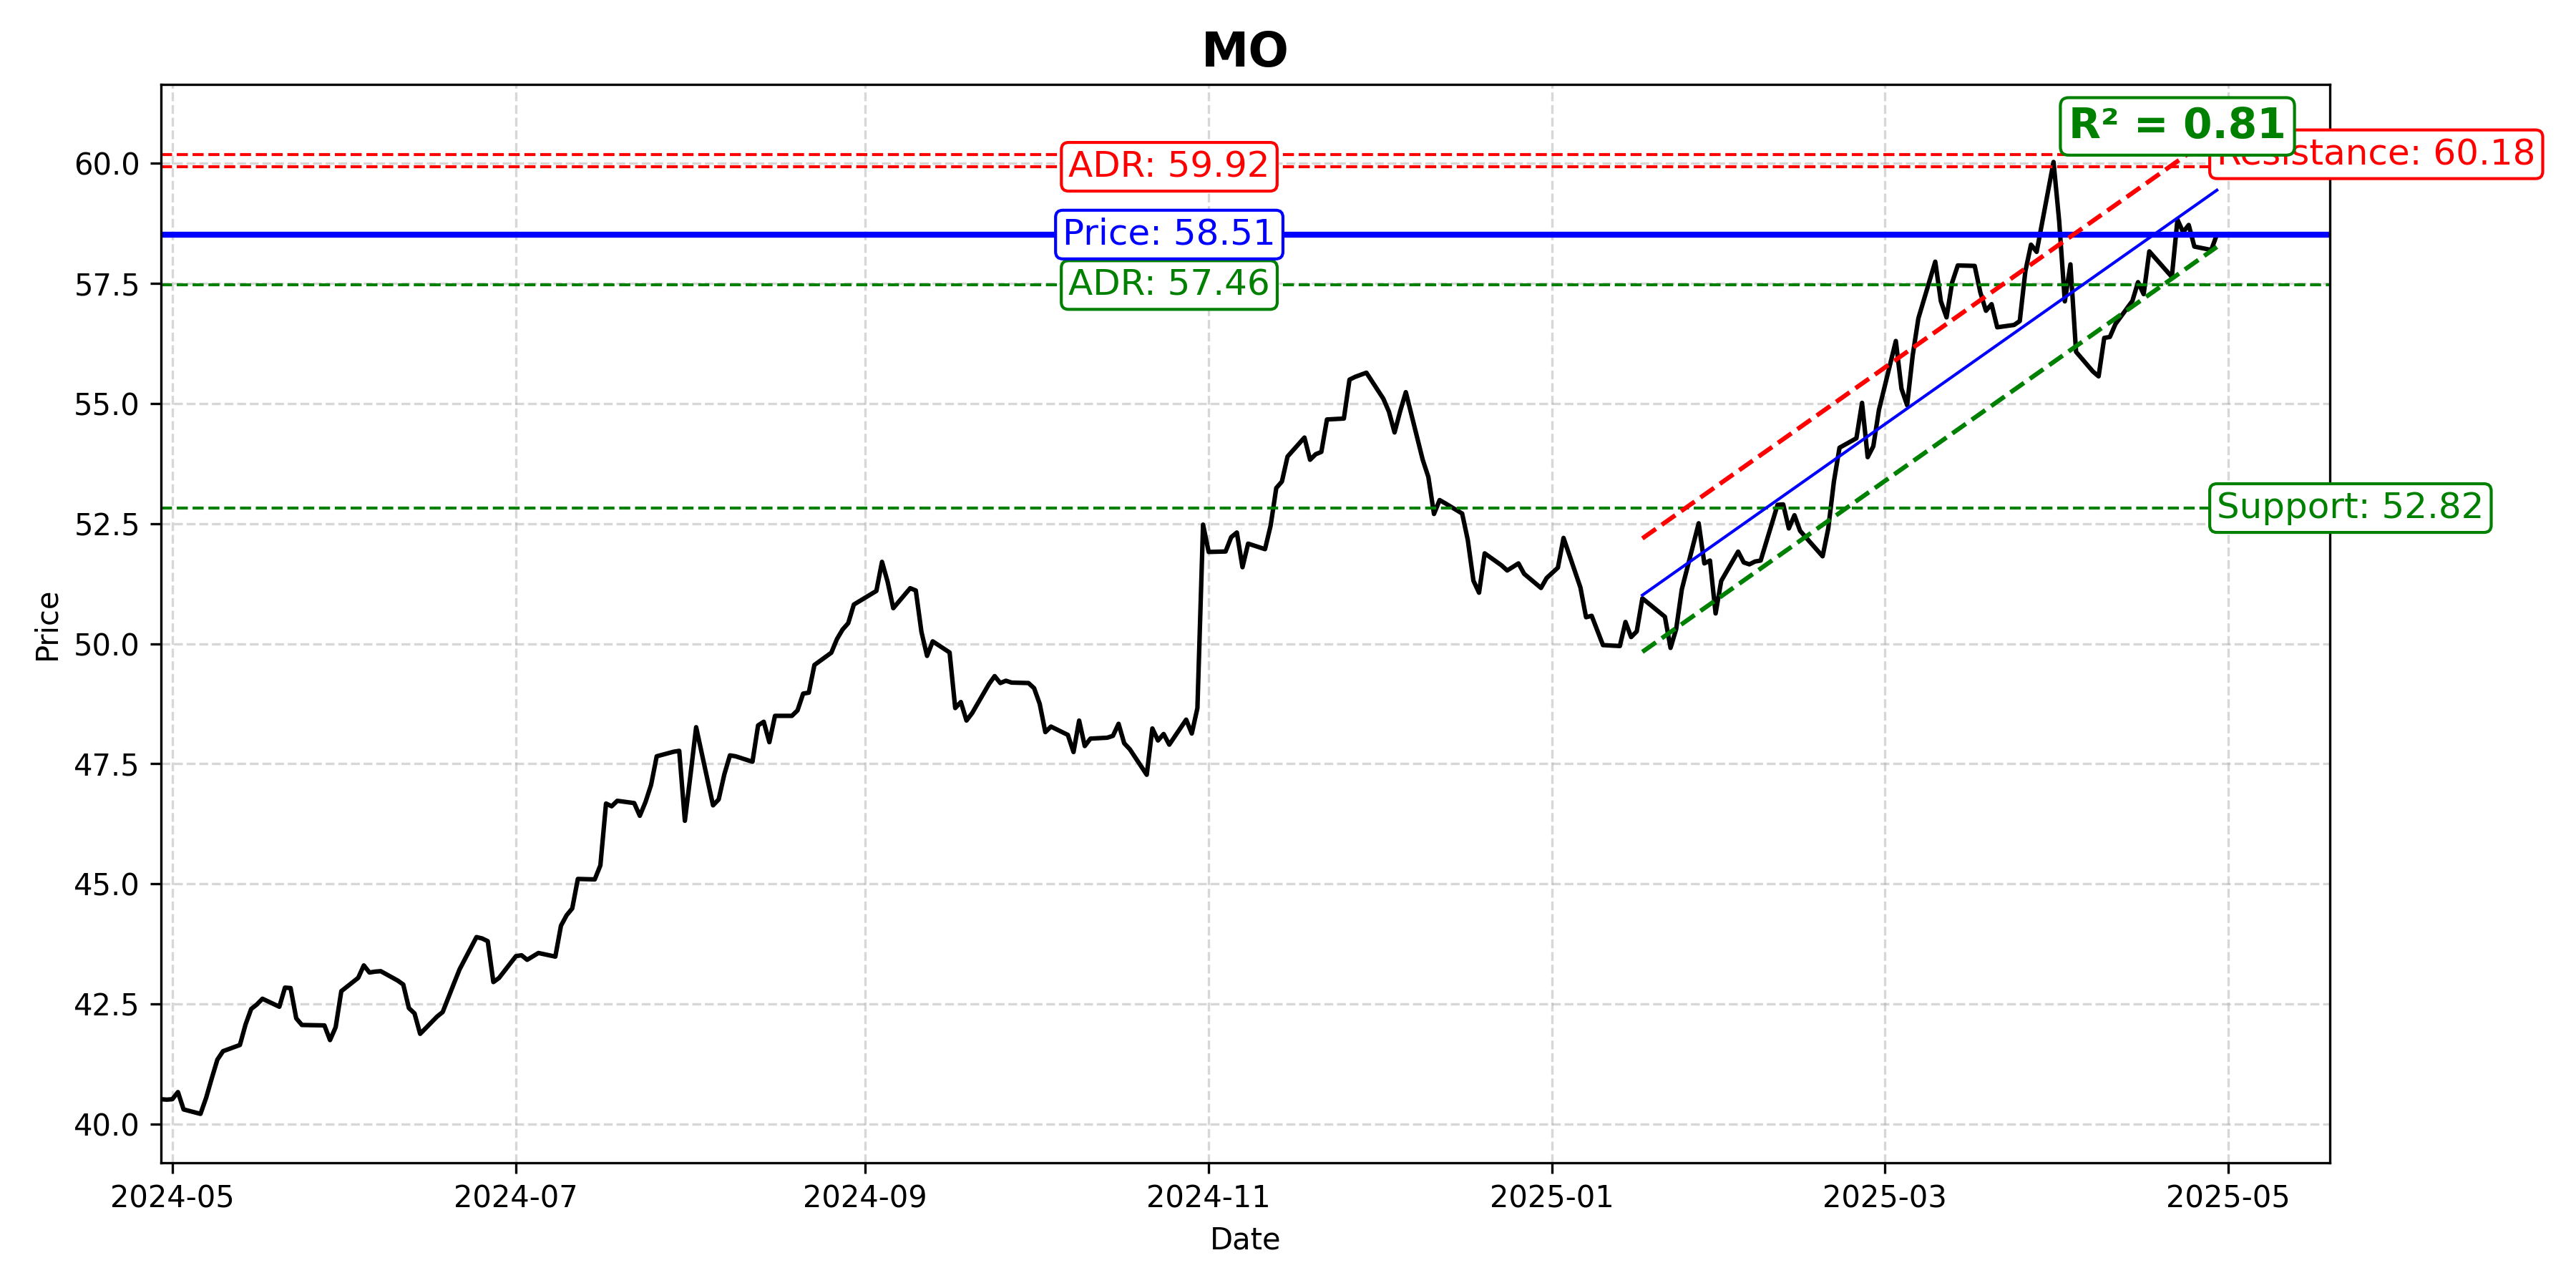 MO
R² = 0.81
Resistance: 60.18
ADR: 59.92
Price: 58.51
ADR: 57.46
Support: 52.82
Price
60.0
57.5
55.0
52.5
50.0
47.5
45.0
42.5
40.0
2024-05 2024-07 2024-09 2024-11 2025-01 2025-03 2025-05
Date